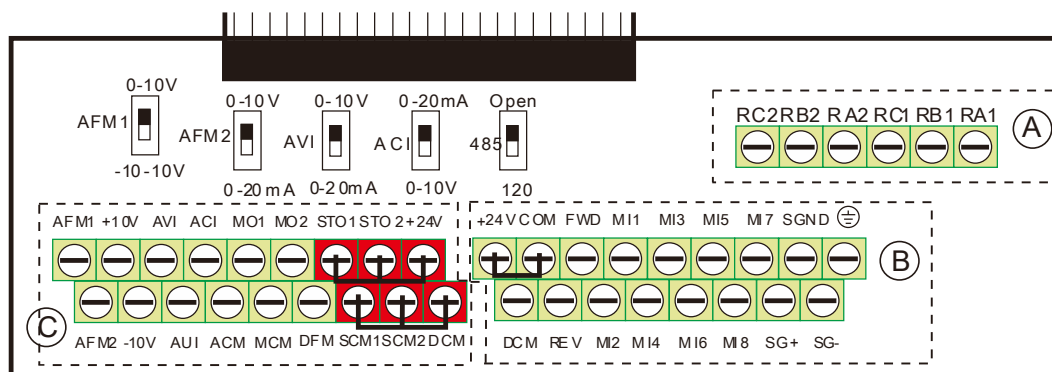 0-10V
0-10V 0-10V 0-20mA Open
AFM1 AFM2 AVI ACI 485
-10-10V
0-20mA 0-20mA 0-10V 120
RC2 RB2 RA2 RC1 RB1 RA1
A
AFM1 +10V AVI ACI MO1 MO2 STO1 STO2 +24V
+24V COM FWD MI1 MI3 MI5 MI7 SGND
B
C
AFM2 -10V AUI ACM MCM DFM SCM1 SCM2 DCM
DCM REV MI2 MI4 MI6 MI8 SG+ SG-